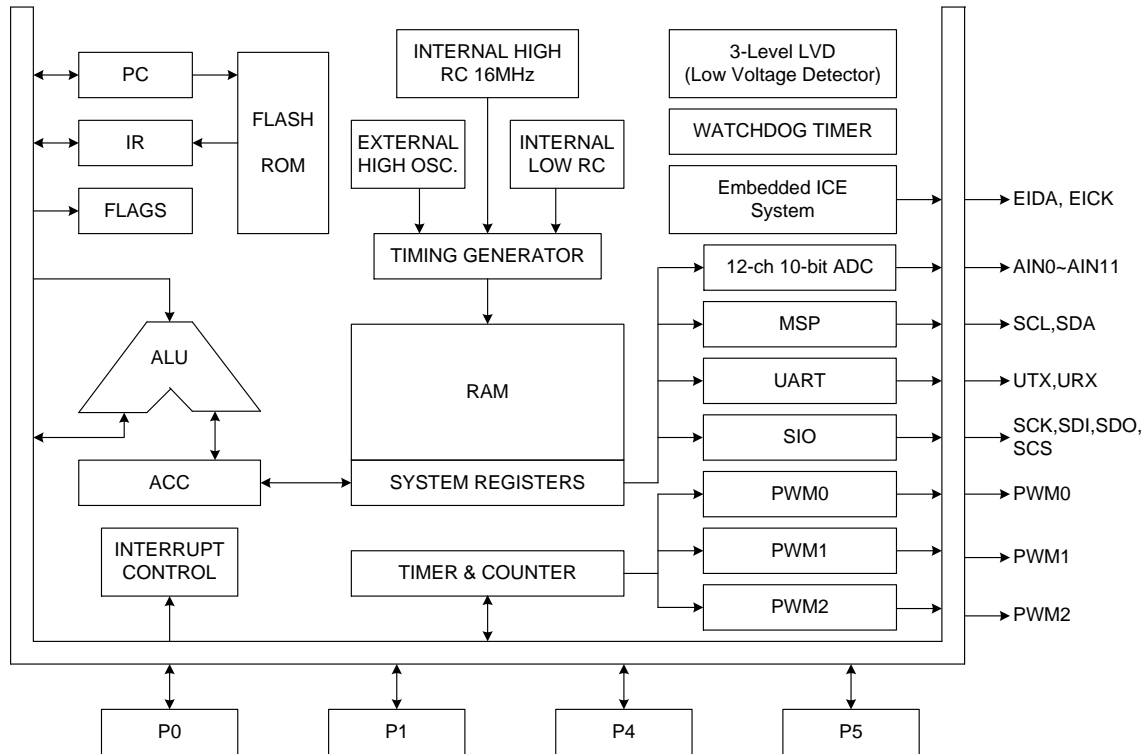 PC
IR
FLAGS
FLASH
ROM
INTERNAL HIGH
RC 16MHz
EXTERNAL
HIGH OSC.
INTERNAL
LOW RC
TIMING GENERATOR
3-Level LVD
(Low Voltage Detector)
WATCHDOG TIMER
Embedded ICE
System
EIDA, EICK
12-ch 10-bit ADC
AIN0~AIN11
MSP
SCL,SDA
ALU
RAM
UART
UTX,URX
SIO
SCK,SDI,SDO,
SCS
ACC
SYSTEM REGISTERS
PWM0
PWM0
INTERRUPT
CONTROL
TIMER & COUNTER
PWM1
PWM1
PWM2
PWM2
P0
P1
P4
P5